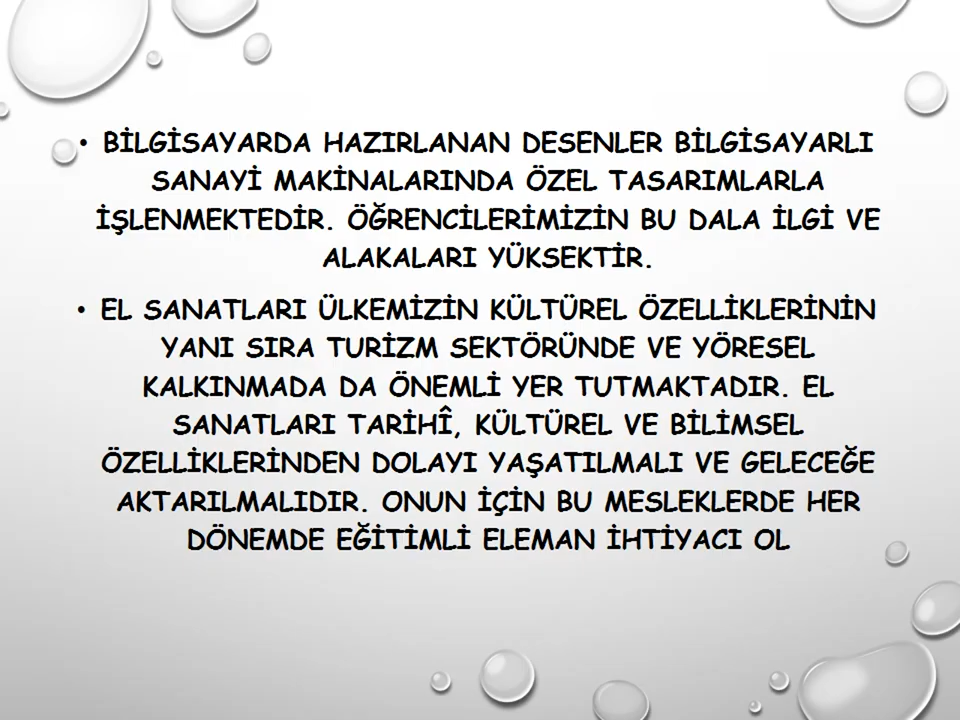 • BİLGİSAYARDA HAZIRLANAN DESENLER BİLGİSAYARLI
SANAYİ MAKİNALARINDA ÖZEL TASARIMLARLA
İŞLENMEKTEDİR. ÖĞRENCİLERİMİZİN BU DALA İLGİ VE
ALAKALARI YÜKSEKTİR.
• EL SANATLARI ÜLKEMİZİN KÜLTÜREL ÖZELLİKLERİNİN
YANI SIRA TURİZM SEKTÖRÜNDE VE YÖRESEL
KALKINMADA DA ÖNEMLİ YER TUTMAKTADIR. EL
SANATLARI TARİHÎ, KÜLTÜREL VE BİLİMSEL
ÖZELLİKLERİNDEN DOLAYI YAŞATILMALI VE GELECEĞE
AKTARILMALIDIR. ONUN İÇİN BU MESLEKLERDE HER
DÖNEMDE EĞİTİMLİ ELEMAN İHTİYACI OL